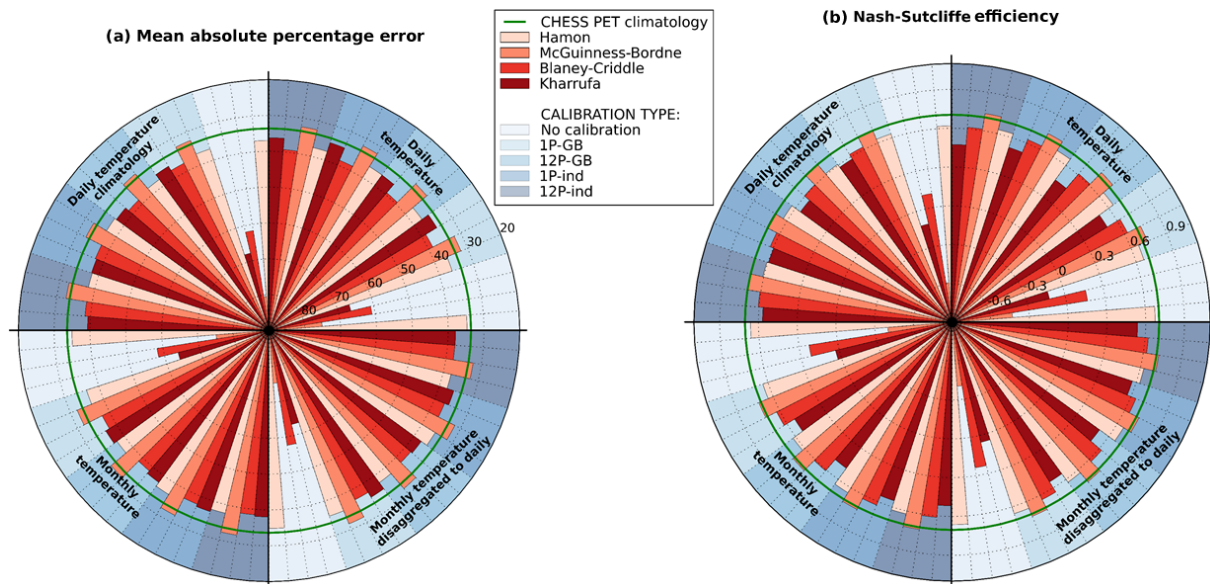 (a) Mean absolute percentage error
CHESS PET climatology
Hamon
McGuinness-Bordne
Blaney-Criddle
Kharrufa
CALIBRATION TYPE:
No calibration
1P-GB
12P-GB
1P-ind
12P-ind
(b) Nash-Sutcliffe efficiency
Daily temperature
climatology
Daily
temperature
20
30
40
50
60
70
80
Monthly
temperature
Monthly temperature
disaggregated to daily
Daily temperature
climatology
Daily
temperature
0.9
0.6
0.3
0
-0.3
-0.6
Monthly
temperature
Monthly temperature
disaggregated to daily